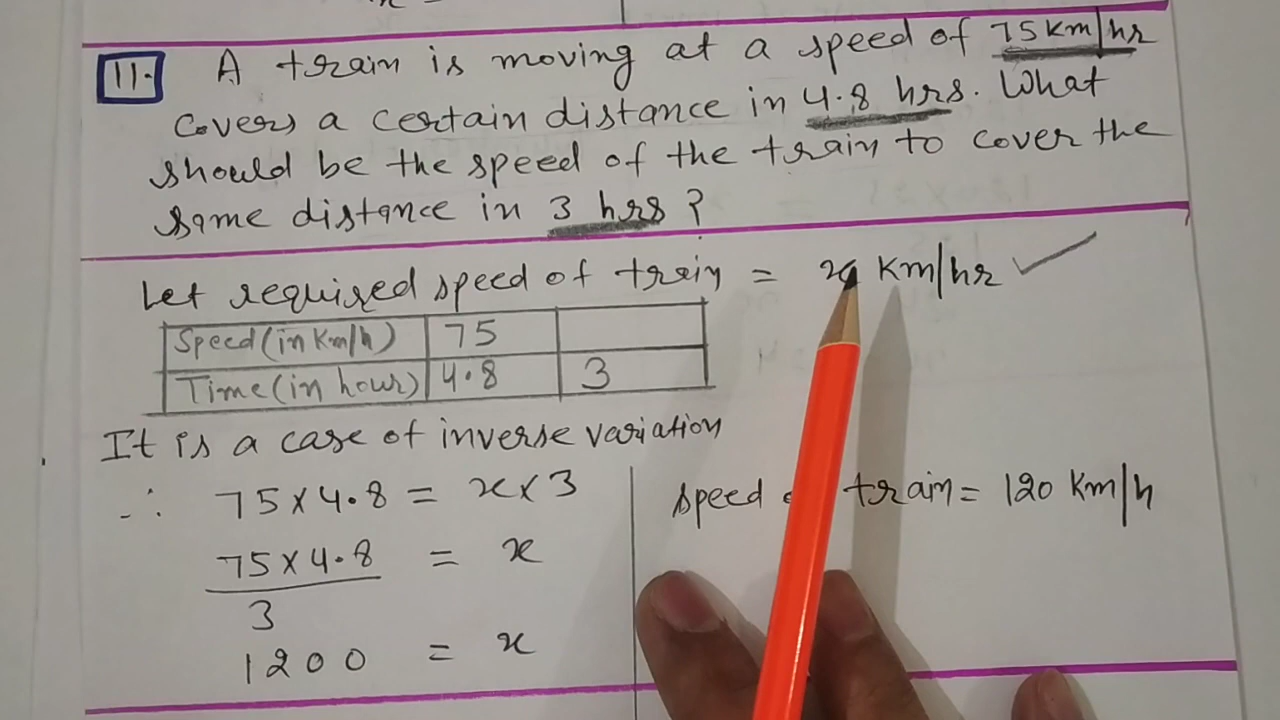 11. A train is moving at a speed of 75 km/hr
covers a certain distance in 4.8 hrs. What
should be the speed of the train to cover the
same distance in 3 hrs ?
Let required speed of train = x km/hr
Speed (in km/h) 75
Time (in hour) 4.8 3
It is a case of inverse variation
∴ 75 x 4.8 = x x 3
75 x 4.8 = x
3
1200 = x
speed train = 120 km/h